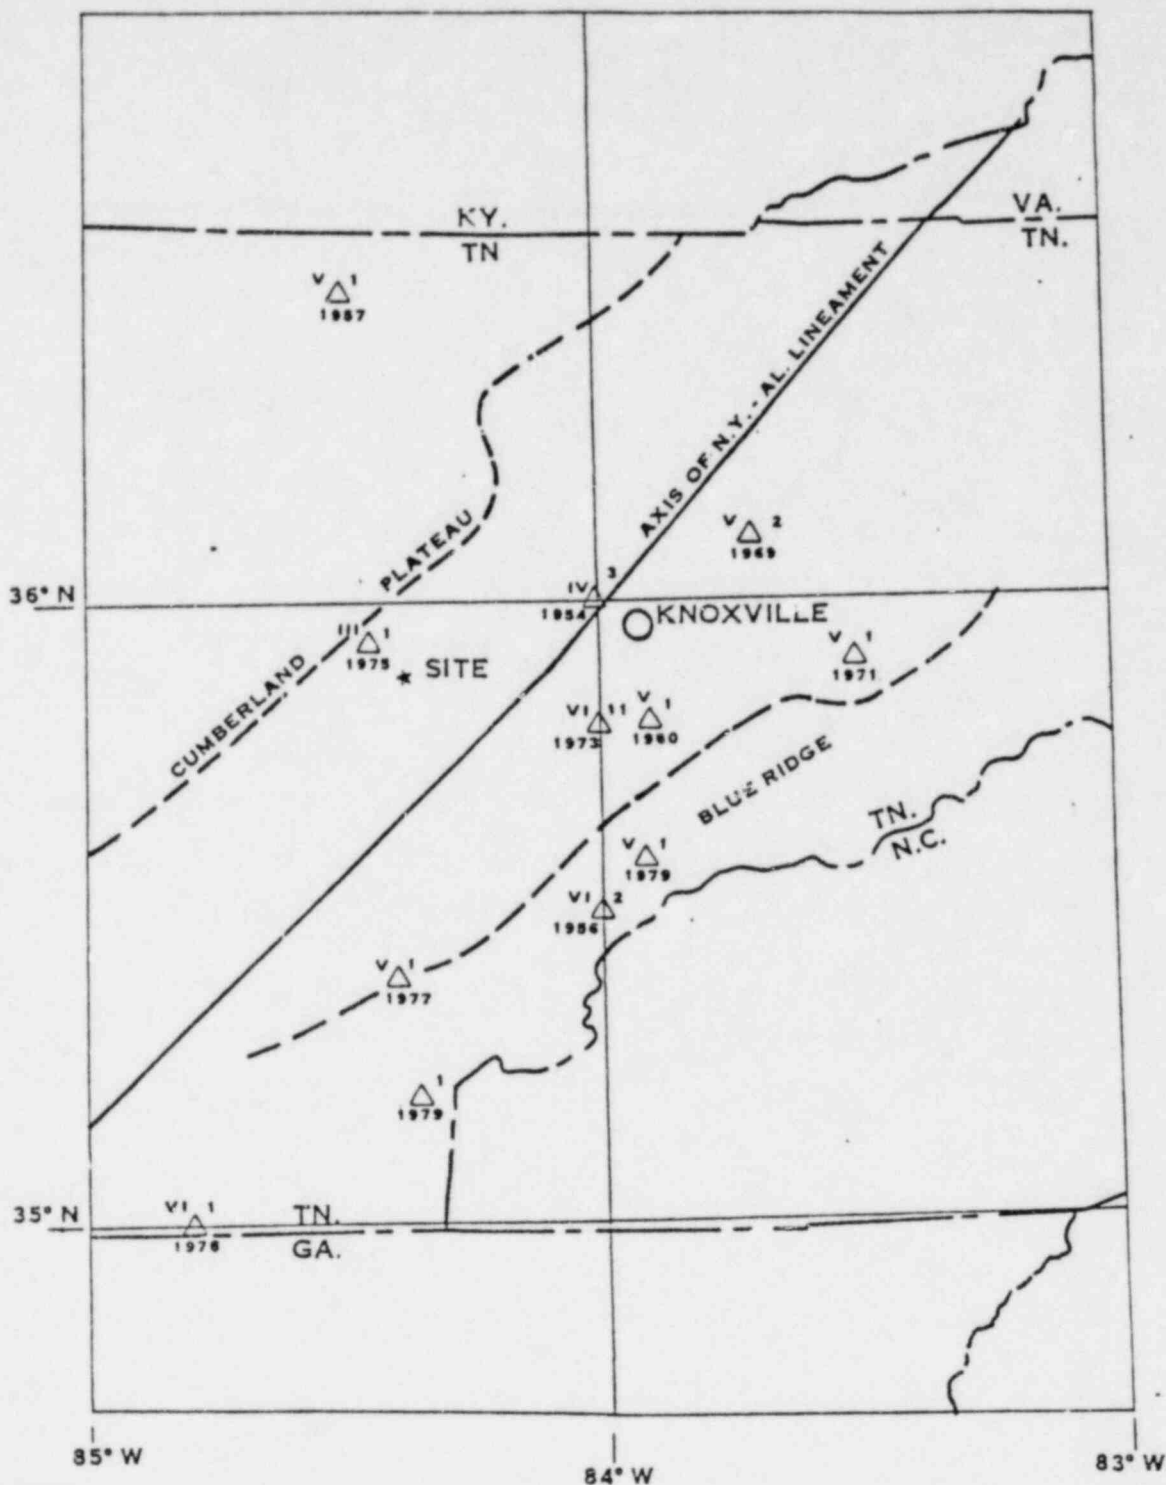 KY.
TN
VA.
TN.
V 1
1957
AXIS OF N.Y. - AL. LINEAMENT
V 2
1969
CUMBERLAND PLATEAU
36° N
IV 3
1954
KNOXVILLE
III 1
1975
SITE
V 1
1971
VI 11
1973
V 1
1960
BLUE RIDGE
TN.
N.C.
V 1
1979
VI 2
1956
V 1
1977
1
1979
35° N
VI 1
1976
TN.
GA.
85° W
84° W
83° W